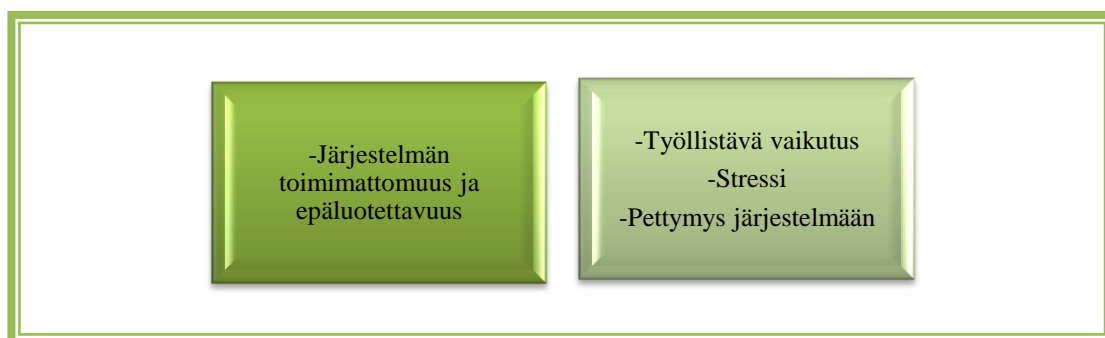 -Järjestelmän
toimimattomuus ja
epäluotettavuus
-Työllistävä vaikutus
-Stressi
-Pettymys järjestelmään